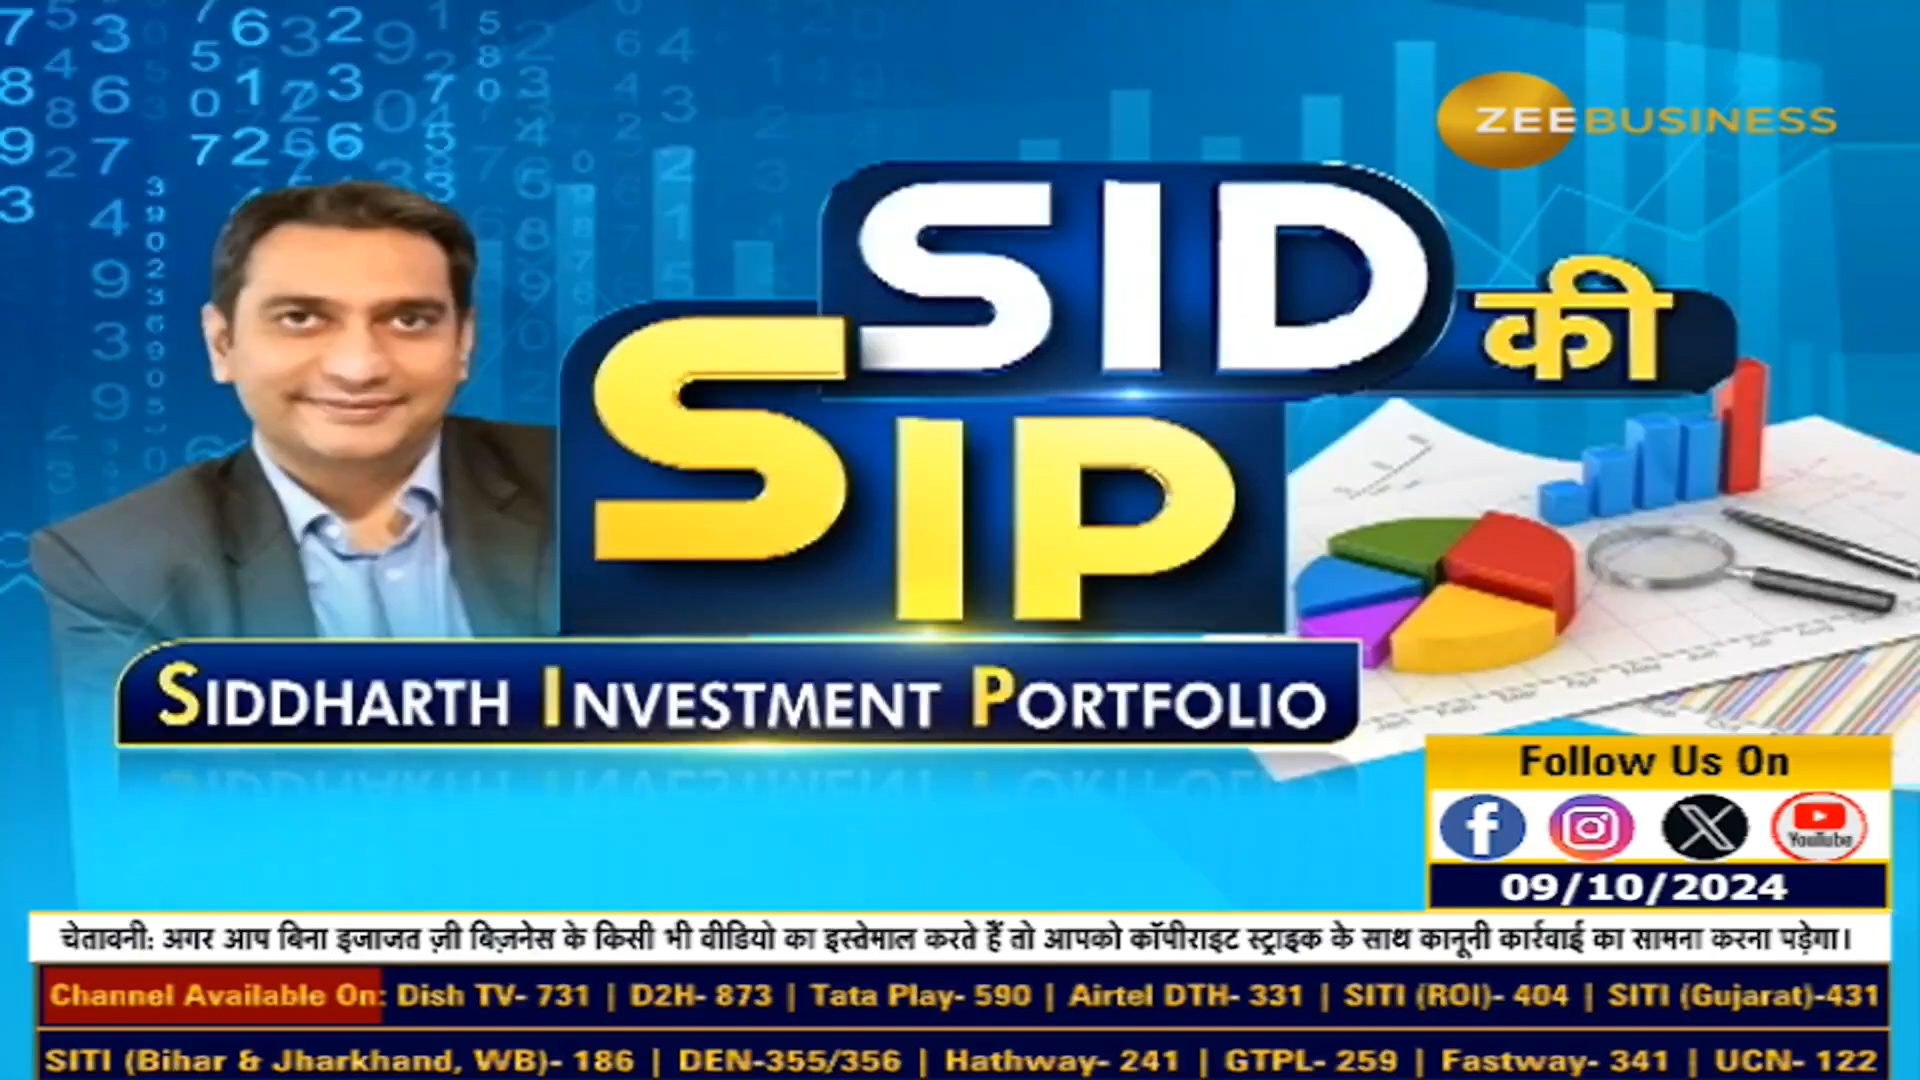 ZEEBUSINESS
SID की
SIP
SIDDHARTH INVESTMENT PORTFOLIO
Follow Us On
YouTube
09/10/2024
चेतावनी: अगर आप बिना इजाजत ज़ी बिज़नेस के किसी भी वीडियो का इस्तेमाल करते हैं तो आपको कॉपीराइट स्ट्राइक के साथ कानूनी कार्रवाई का सामना करना पड़ेगा।
Channel Available On: Dish TV- 731 | D2H- 873 | Tata Play- 590 | Airtel DTH- 331 | SITI (ROI)- 404 | SITI (Gujarat)-431
SITI (Bihar & Jharkhand, WB)- 186 | DEN-355/356 | Hathway- 241 | GTPL- 259 | Fastway- 341 | UCN- 122